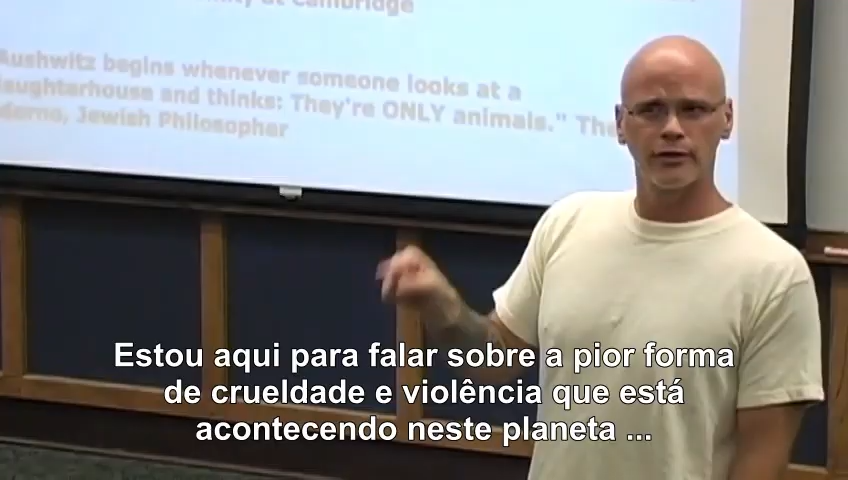 at Cambridge
Aushwitz begins whenever someone looks at a
laughterhouse and thinks: They're ONLY animals." The
dorno, Jewish Philosopher
Estou aqui para falar sobre a pior forma
de crueldade e violência que está
acontecendo neste planeta ...